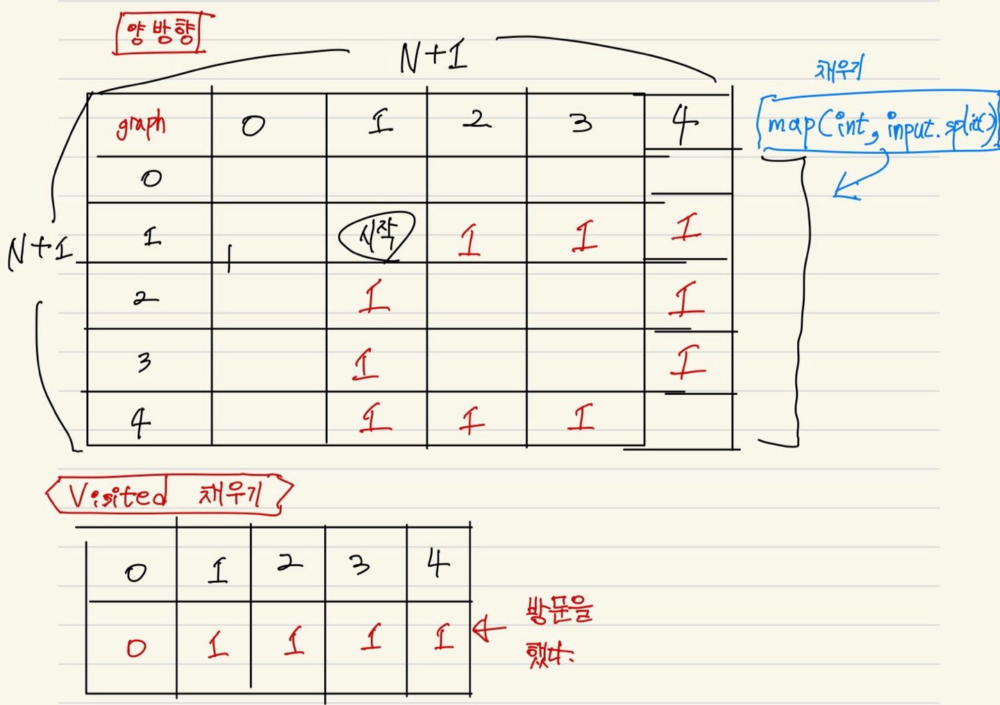 양방향
N+1
채우기
map(int, input.split())
graph 0 1 2 3 4
0
N+1
1 시작 1 1 1
2 1 1
3 1 1
4 1 1 1
Visited 채우기
0 1 2 3 4
0 1 1 1 1
방문을
했다.